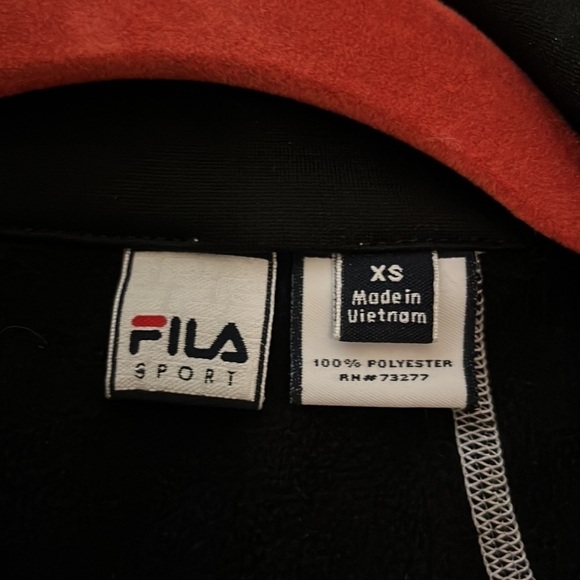 FILA
SPORT
XS
Made in
Vietnam
100% POLYESTER
RN#73277